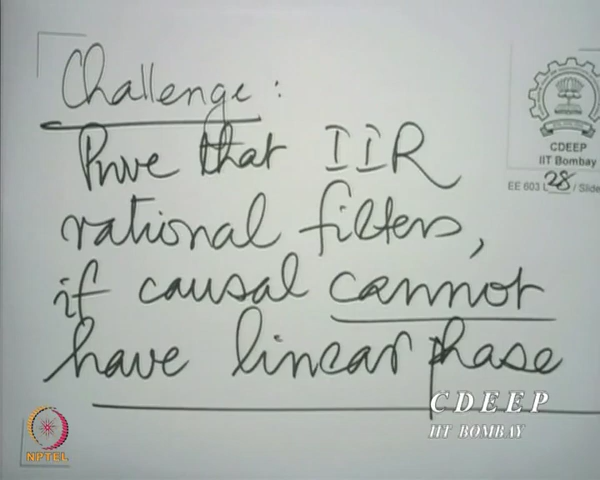 Challenge:
Prove that IIR
rational filters,
if causal cannot
have linear phase
CDEEP
IIT Bombay
EE 603 L 28 / Slide
CDEEP
IIT BOMBAY
NPTEL